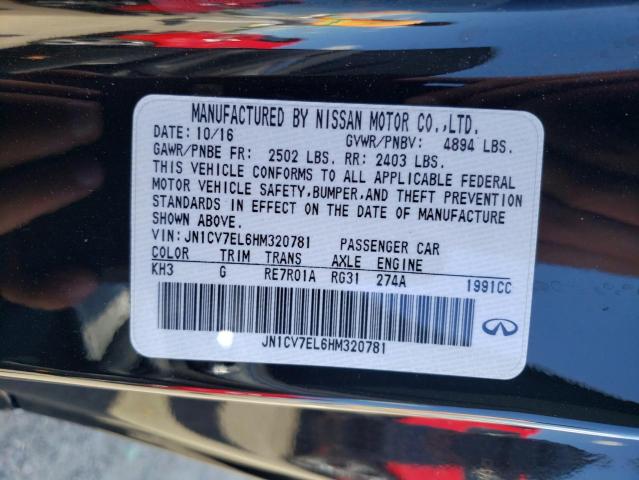 MANUFACTURED BY NISSAN MOTOR CO.,LTD.
DATE: 10/16 GVWR/PNBV: 4894 LBS.
GAWR/PNBE FR: 2502 LBS. RR: 2403 LBS.
THIS VEHICLE CONFORMS TO ALL APPLICABLE FEDERAL
MOTOR VEHICLE SAFETY,BUMPER,AND THEFT PREVENTION
STANDARDS IN EFFECT ON THE DATE OF MANUFACTURE
SHOWN ABOVE.
VIN: JN1CV7EL6HM320781 PASSENGER CAR
COLOR TRIM TRANS AXLE ENGINE
KH3 G RE7R01A RG31 274A 1991CC
JN1CV7EL6HM320781